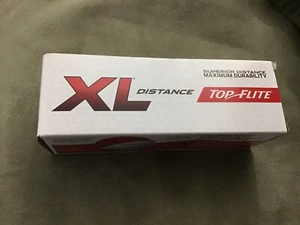 XL DISTANCE
SUPERIOR DISTANCE
MAXIMUM DURABILITY
TOP FLITE